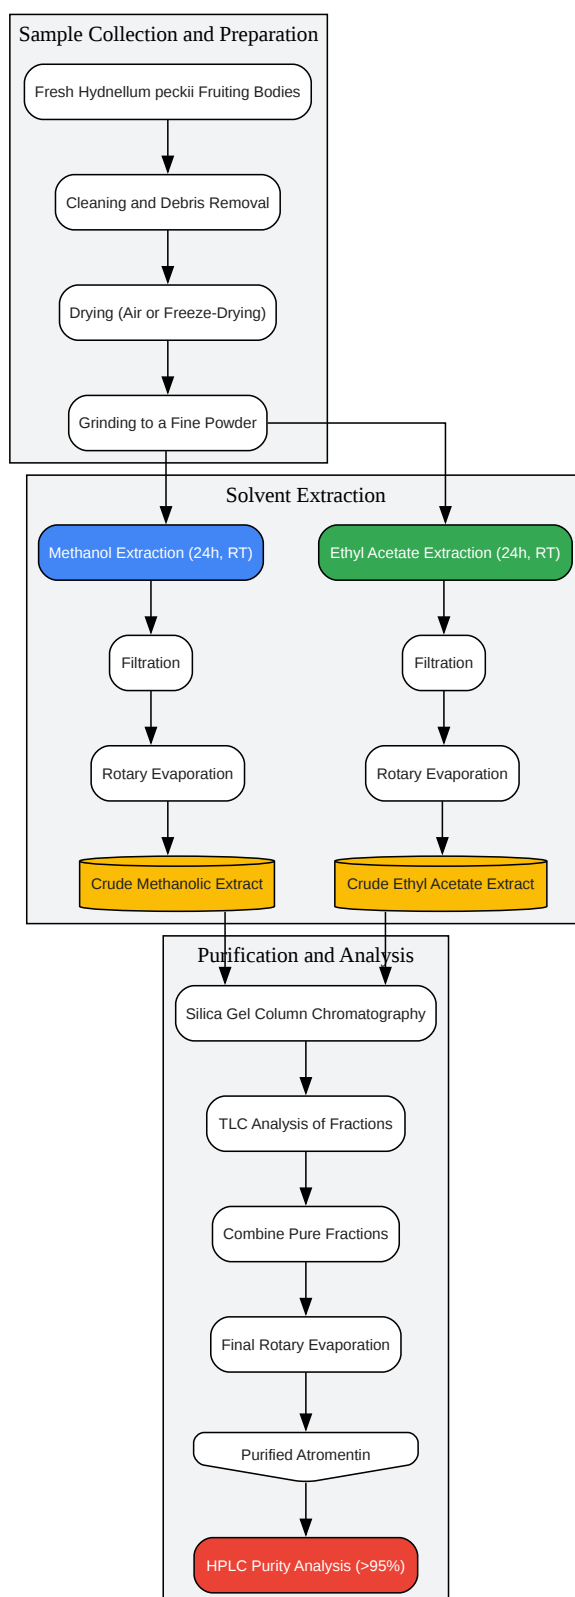 Sample Collection and Preparation
Fresh Hydnellum peckii Fruiting Bodies
Cleaning and Debris Removal
Drying (Air or Freeze-Drying)
Grinding to a Fine Powder
Solvent Extraction
Methanol Extraction (24h, RT)
Ethyl Acetate Extraction (24h, RT)
Filtration
Filtration
Rotary Evaporation
Rotary Evaporation
Crude Methanolic Extract
Crude Ethyl Acetate Extract
Purification and Analysis
Silica Gel Column Chromatography
TLC Analysis of Fractions
Combine Pure Fractions
Final Rotary Evaporation
Purified Atromentin
HPLC Purity Analysis (>95%)